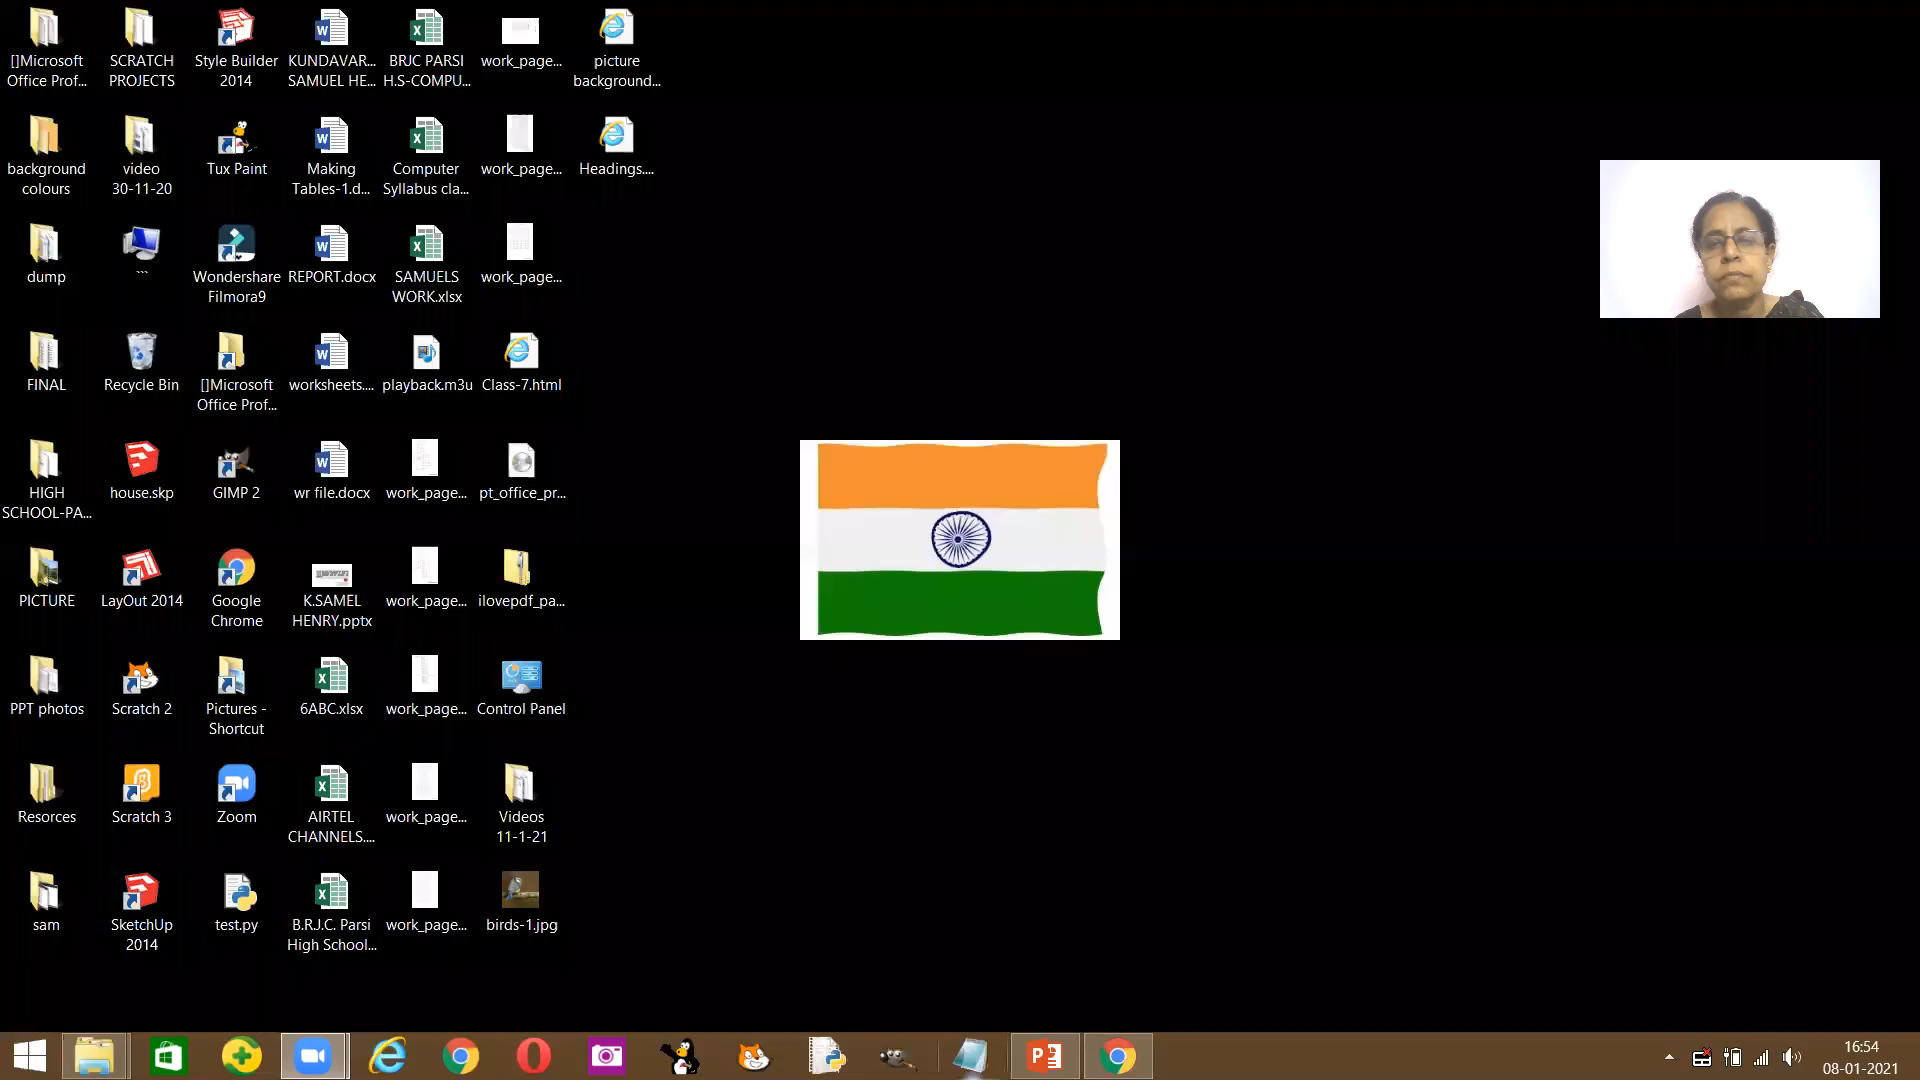 []Microsoft
Office Prof...
SCRATCH
PROJECTS
Style Builder
2014
KUNDAVAR...
SAMUEL HE...
BRJC PARSI
H.S-COMPU...
work_page...
picture
background...
background
colours
video
30-11-20
Tux Paint
Making
Tables-1.d...
Computer
Syllabus cla...
work_page...
Headings....
dump
```
Wondershare
Filmora9
REPORT.docx
SAMUELS
WORK.xlsx
work_page...
FINAL
Recycle Bin
[]Microsoft
Office Prof...
worksheets....
playback.m3u
Class-7.html
HIGH
SCHOOL-PA...
house.skp
GIMP 2
wr file.docx
work_page...
pt_office_pr...
PICTURE
LayOut 2014
Google
Chrome
K.SAMEL
HENRY.pptx
work_page...
ilovepdf_pa...
PPT photos
Scratch 2
Pictures -
Shortcut
6ABC.xlsx
work_page...
Control Panel
Resorces
Scratch 3
Zoom
AIRTEL
CHANNELS....
work_page...
Videos
11-1-21
sam
SketchUp
2014
test.py
B.R.J.C. Parsi
High School...
work_page...
birds-1.jpg
16:54
08-01-2021